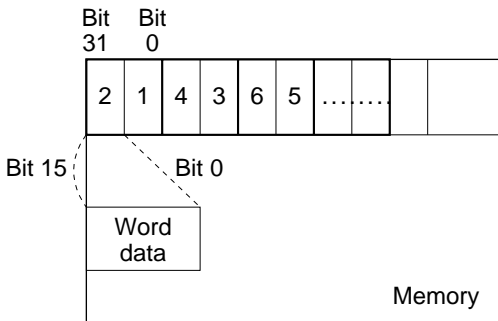 Bit Bit
31 0
2 1 4 3 6 5 ........
Bit 15 Bit 0
Word
data
Memory